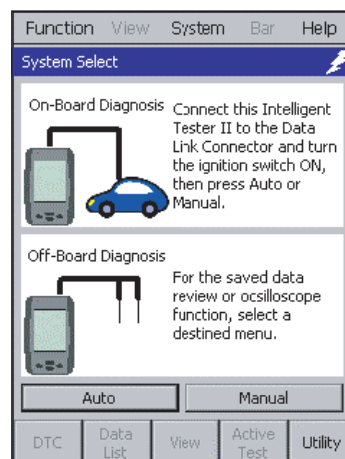 Function View System Bar Help
System Select
On-Board Diagnosis
Connect this Intelligent
Tester II to the Data
Link Connector and turn
the ignition switch ON,
then press Auto or
Manual.
Off-Board Diagnosis
For the saved data
review or ocsilloscope
function, select a
destined menu.
Auto Manual
DTC Data List View Active Test Utility